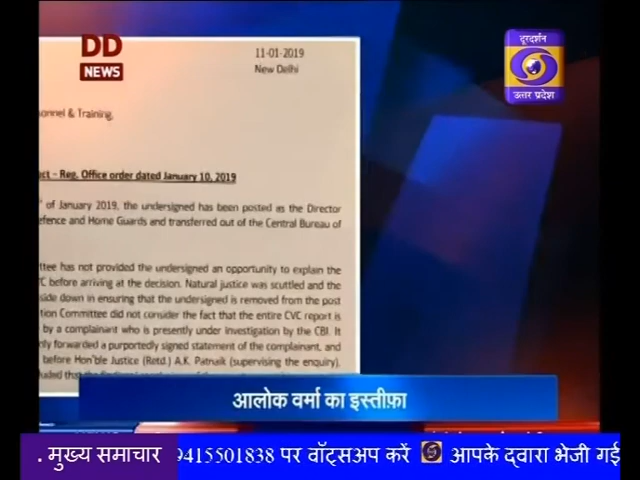 DD
NEWS
दूरदर्शन
उत्तर प्रदेश
11-01-2019
New Delhi
onnel & Training,
ct – Reg. Office order dated January 10, 2019
of January 2019, the undersigned has been posted as the Director
efence and Home Guards and transferred out of the Central Bureau of
ttee has not provided the undersigned an opportunity to explain the
C before arriving at the decision. Natural justice was scuttled and the
side down in ensuring that the undersigned is removed from the post
tion Committee did not consider the fact that the entire CVC report is
by a complainant who is presently under investigation by the CBI. It
nly forwarded a purportedly signed statement of the complainant, and
before Hon'ble Justice (Retd.) A.K. Patnaik (supervising the enquiry).
आलोक वर्मा का इस्तीफ़ा
. मुख्य समाचार 9415501838 पर वॉट्सअप करें आपके द्वारा भेजी गई